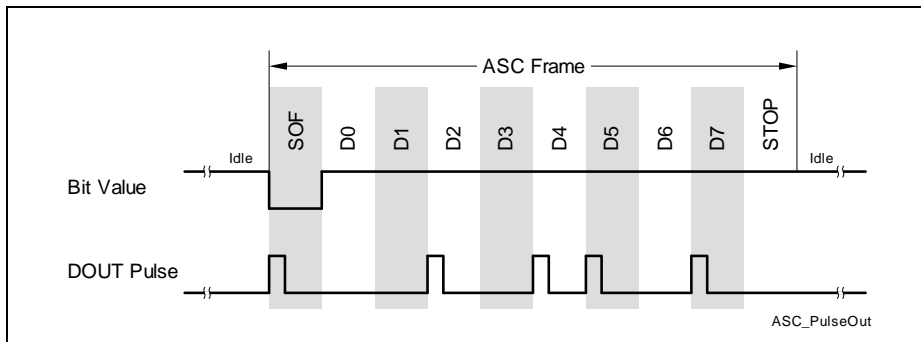 ASC Frame
SOF D0 D1 D2 D3 D4 D5 D6 D7 STOP
Idle Idle
Bit Value
DOUT Pulse
ASC_PulseOut